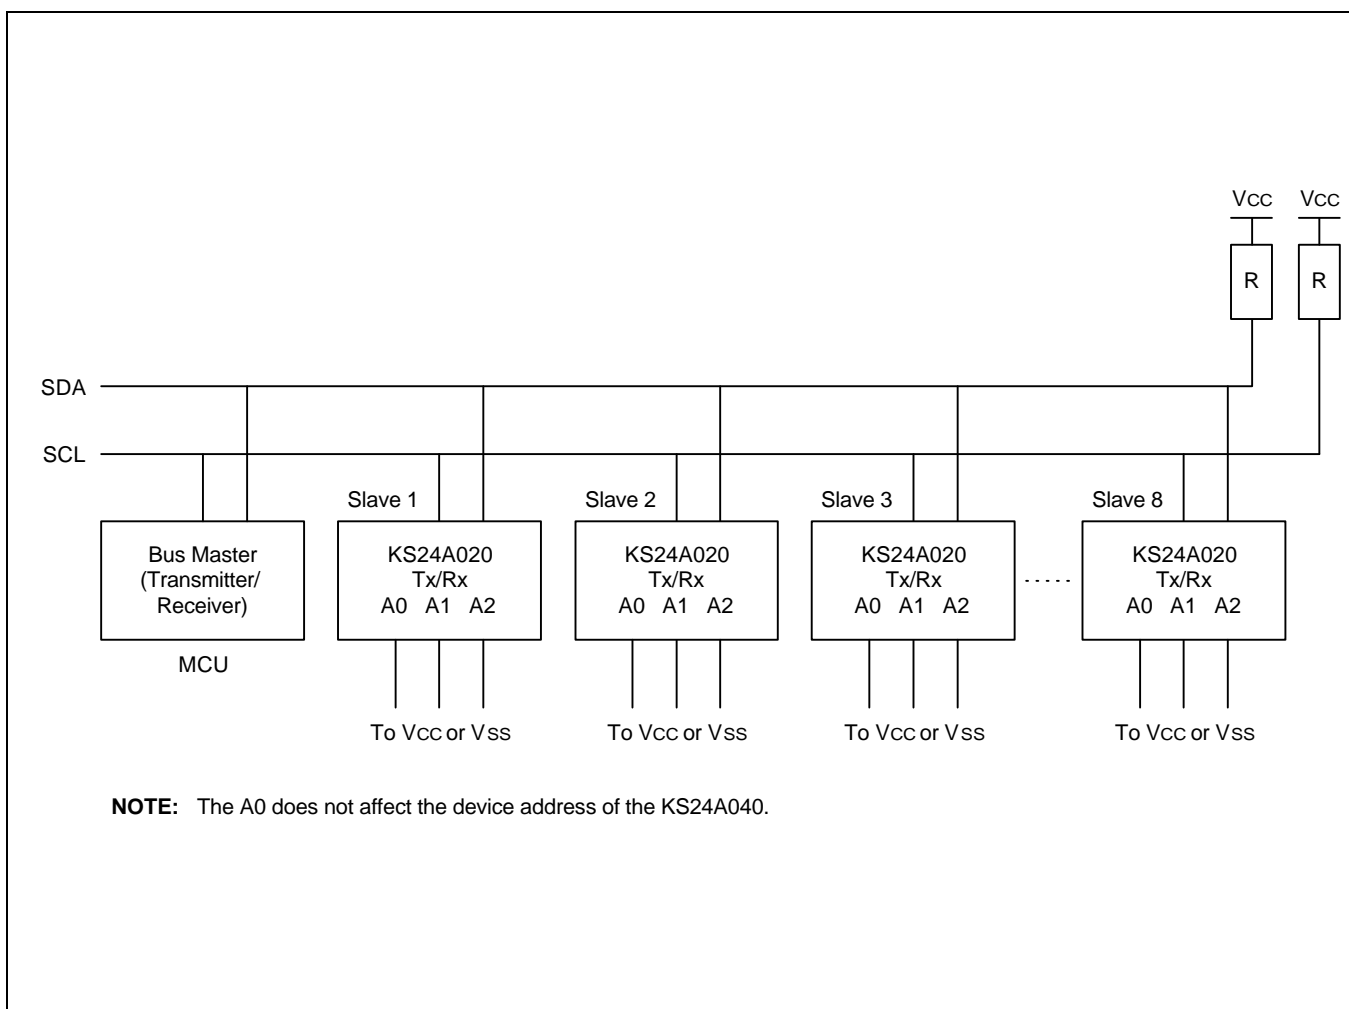 VCC VCC
R R
SDA
SCL
Slave 1 Slave 2 Slave 3 Slave 8
Bus Master
(Transmitter/
Receiver)
MCU
KS24A020
Tx/Rx
A0 A1 A2
To VCC or VSS
KS24A020
Tx/Rx
A0 A1 A2
To VCC or VSS
KS24A020
Tx/Rx
A0 A1 A2
To VCC or VSS
.....
KS24A020
Tx/Rx
A0 A1 A2
To VCC or VSS
NOTE: The A0 does not affect the device address of the KS24A040.